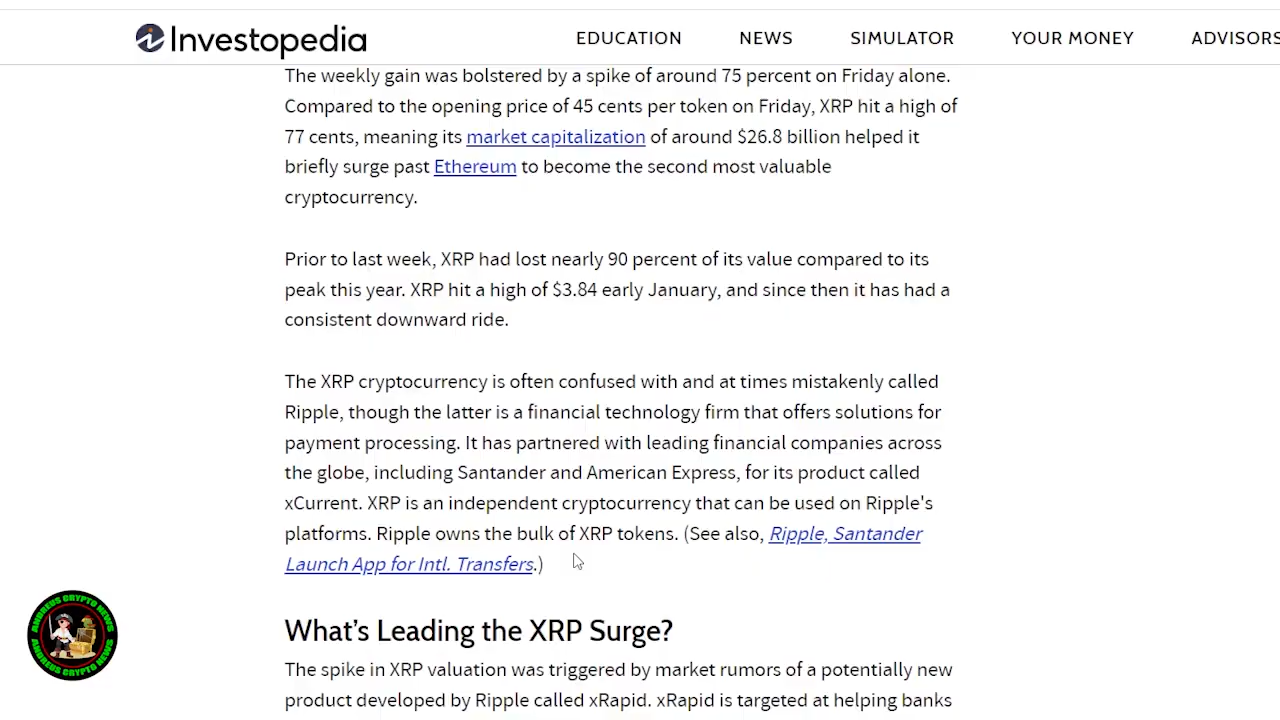 Investopedia
EDUCATION NEWS SIMULATOR YOUR MONEY ADVISORS
The weekly gain was bolstered by a spike of around 75 percent on Friday alone.
Compared to the opening price of 45 cents per token on Friday, XRP hit a high of
77 cents, meaning its market capitalization of around $26.8 billion helped it
briefly surge past Ethereum to become the second most valuable
cryptocurrency.
Prior to last week, XRP had lost nearly 90 percent of its value compared to its
peak this year. XRP hit a high of $3.84 early January, and since then it has had a
consistent downward ride.
The XRP cryptocurrency is often confused with and at times mistakenly called
Ripple, though the latter is a financial technology firm that offers solutions for
payment processing. It has partnered with leading financial companies across
the globe, including Santander and American Express, for its product called
xCurrent. XRP is an independent cryptocurrency that can be used on Ripple's
platforms. Ripple owns the bulk of XRP tokens. (See also, Ripple, Santander
Launch App for Intl. Transfers.)
ANDREUS CRYPTO NEWS
ANDREUS CRYPTO NEWS
What's Leading the XRP Surge?
The spike in XRP valuation was triggered by market rumors of a potentially new
product developed by Ripple called xRapid. xRapid is targeted at helping banks